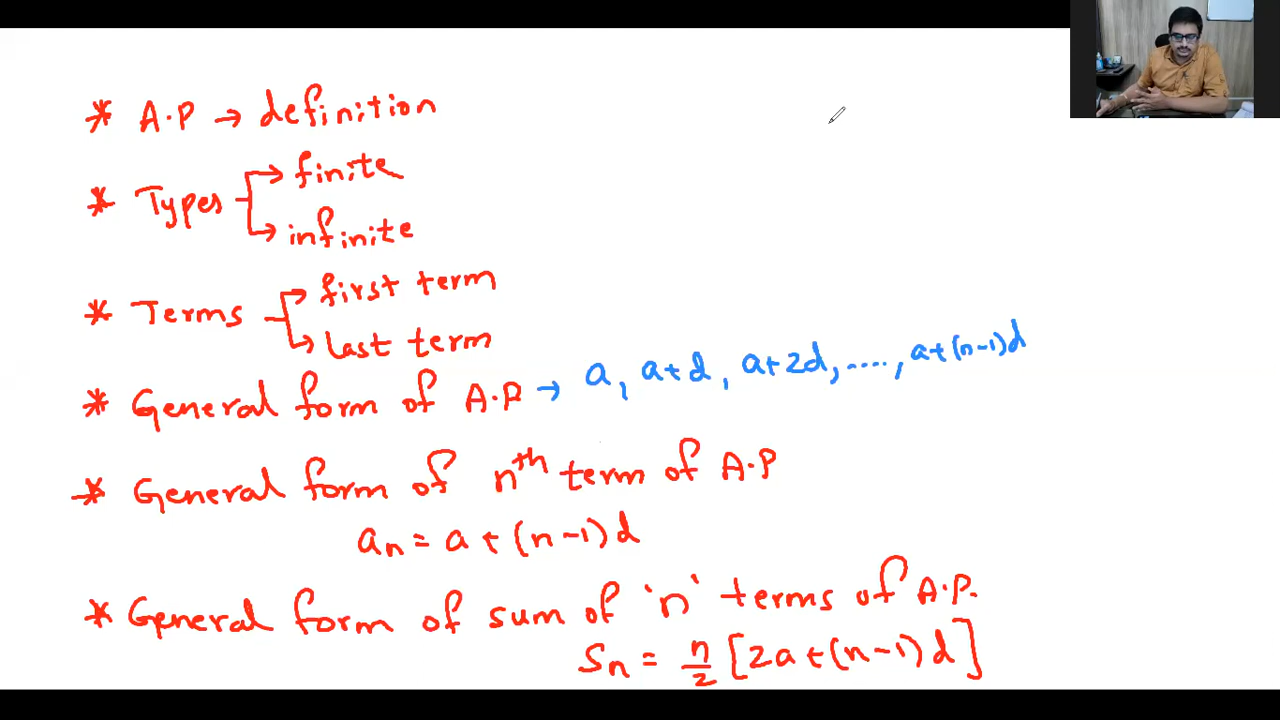 * A.P → definition
* Types → finite
→ infinite
* Terms → first term
→ last term
* General form of A.P → a, a+d, a+2d, ...., a+(n-1)d
* General form of nth term of A.P
an = a + (n-1)d
* General form of sum of 'n' terms of A.P.
Sn = n/2 [2a+(n-1)d]